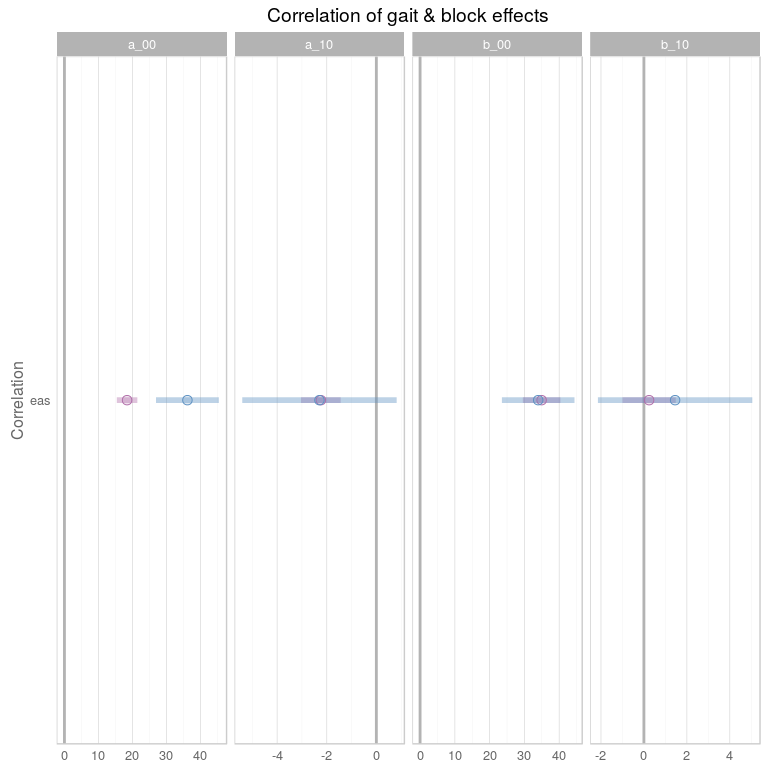 Correlation of gait & block effects
a_00 a_10 b_00 b_10
Correlation
eas
0 10 20 30 40 -4 -2 0 0 10 20 30 40 -2 0 2 4